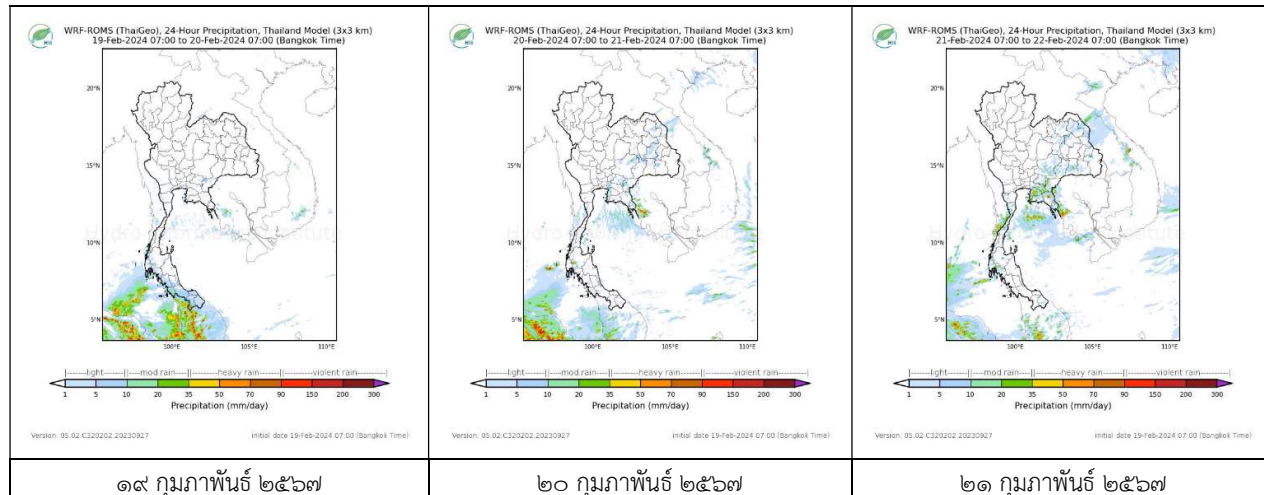 WRF-ROMS (ThaiGeo), 24-Hour Precipitation, Thailand Model (3x3 km)
19-Feb-2024 07:00 to 20-Feb-2024 07:00 (Bangkok Time)
20°N
15°N
10°N
5°N
100°E 105°E 110°E
|-------light-------||----mod rain----||-------heavy rain-------||-------violent rain-------|
1 5 10 20 35 50 70 90 150 200 300
Precipitation (mm/day)
Version: 05.02.C320202.20230927 initial date 19-Feb-2024 07:00 (Bangkok Time)
๑๙ กุมภาพันธ์ ๒๕๖๗
WRF-ROMS (ThaiGeo), 24-Hour Precipitation, Thailand Model (3x3 km)
20-Feb-2024 07:00 to 21-Feb-2024 07:00 (Bangkok Time)
20°N
15°N
10°N
5°N
100°E 105°E 110°E
|-------light-------||----mod rain----||-------heavy rain-------||-------violent rain-------|
1 5 10 20 35 50 70 90 150 200 300
Precipitation (mm/day)
Version: 05.02.C320202.20230927 initial date 19-Feb-2024 07:00 (Bangkok Time)
๒๐ กุมภาพันธ์ ๒๕๖๗
WRF-ROMS (ThaiGeo), 24-Hour Precipitation, Thailand Model (3x3 km)
21-Feb-2024 07:00 to 22-Feb-2024 07:00 (Bangkok Time)
20°N
15°N
10°N
5°N
100°E 105°E 110°E
|-------light-------||----mod rain----||-------heavy rain-------||-------violent rain-------|
1 5 10 20 35 50 70 90 150 200 300
Precipitation (mm/day)
Version: 05.02.C320202.20230927 initial date 19-Feb-2024 07:00 (Bangkok Time)
๒๑ กุมภาพันธ์ ๒๕๖๗